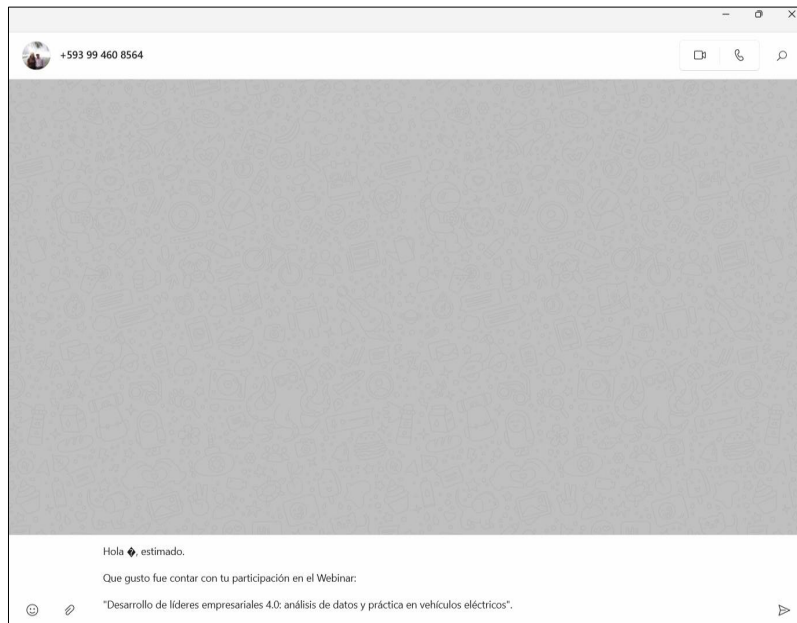 +593 99 460 8564
Hola �, estimado.
Que gusto fue contar con tu participación en el Webinar:
"Desarrollo de líderes empresariales 4.0: análisis de datos y práctica en vehículos eléctricos".